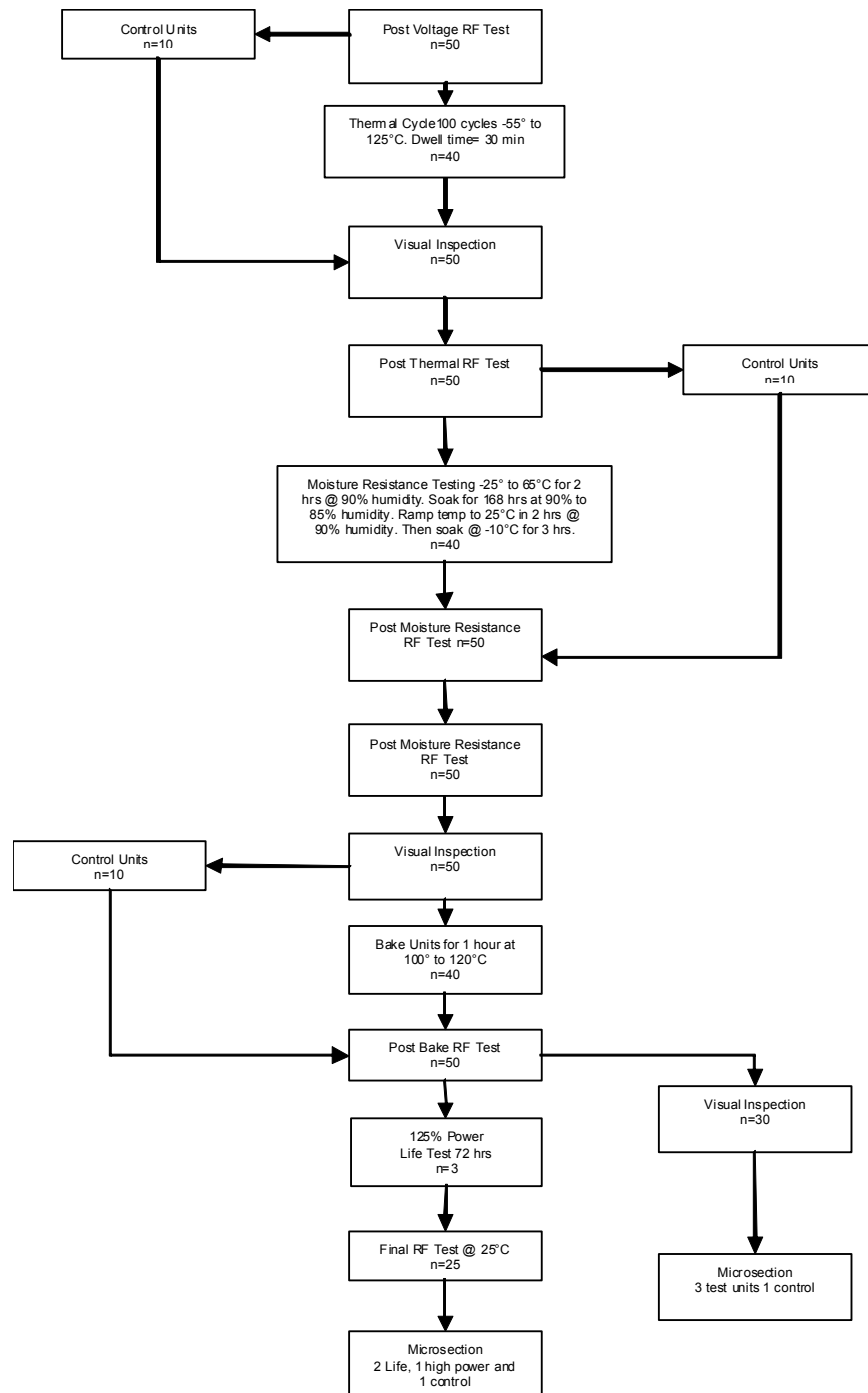 Control Units
n=10
Post Voltage RF Test
n=50
Thermal Cycle100 cycles -55° to
125°C. Dwell time= 30 min
n=40
Visual Inspection
n=50
Post Thermal RF Test
n=50
Control Units
n=10
Moisture Resistance Testing -25° to 65°C for 2
hrs @ 90% humidity. Soak for 168 hrs at 90% to
85% humidity. Ramp temp to 25°C in 2 hrs @
90% humidity. Then soak @ -10°C for 3 hrs.
n=40
Post Moisture Resistance
RF Test n=50
Post Moisture Resistance
RF Test
n=50
Control Units
n=10
Visual Inspection
n=50
Bake Units for 1 hour at
100° to 120°C
n=40
Post Bake RF Test
n=50
Visual Inspection
n=30
125% Power
Life Test 72 hrs
n=3
Final RF Test @ 25°C
n=25
Microsection
3 test units 1 control
Microsection
2 Life, 1 high power and
1 control